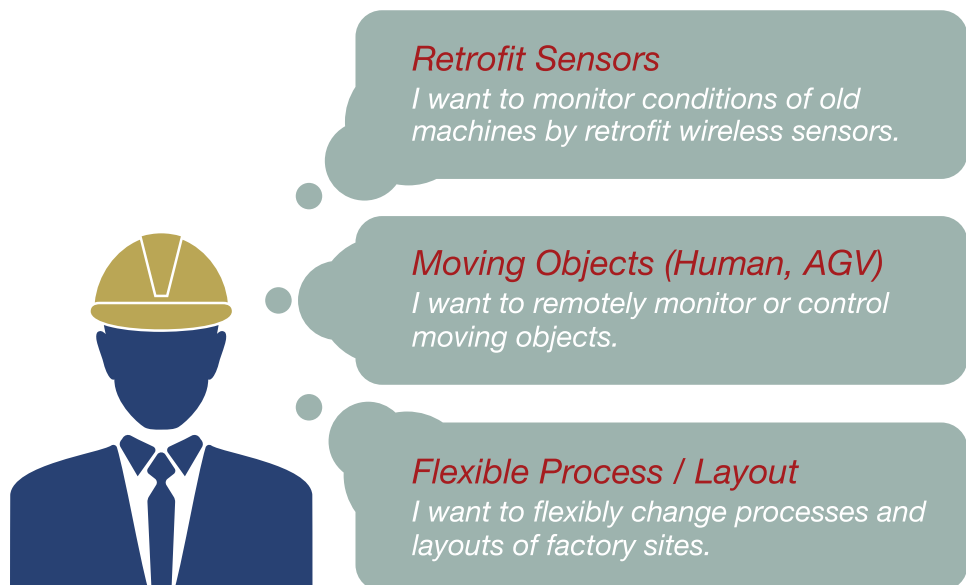 Retrofit Sensors
I want to monitor conditions of old
machines by retrofit wireless sensors.
Moving Objects (Human, AGV)
I want to remotely monitor or control
moving objects.
Flexible Process / Layout
I want to flexibly change processes and
layouts of factory sites.